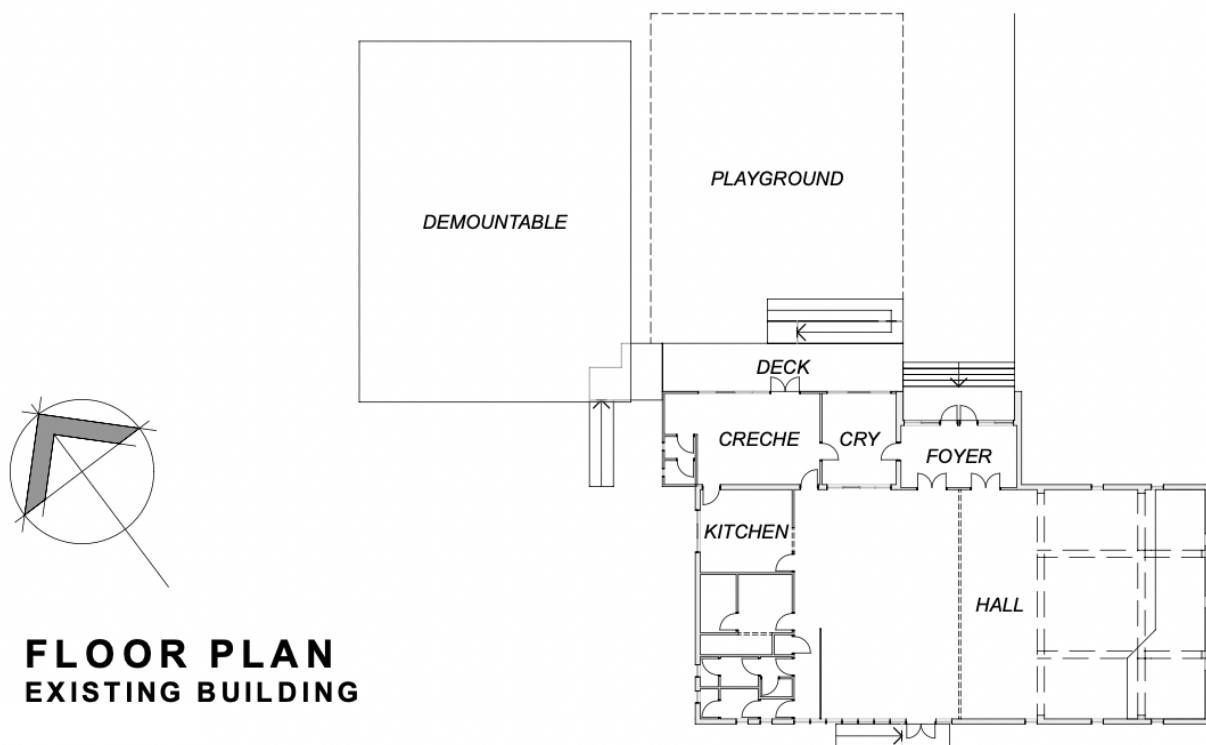 PLAYGROUND
DEMOUNTABLE
DECK
CRECHE
CRY
FOYER
KITCHEN
HALL
FLOOR PLAN
EXISTING BUILDING